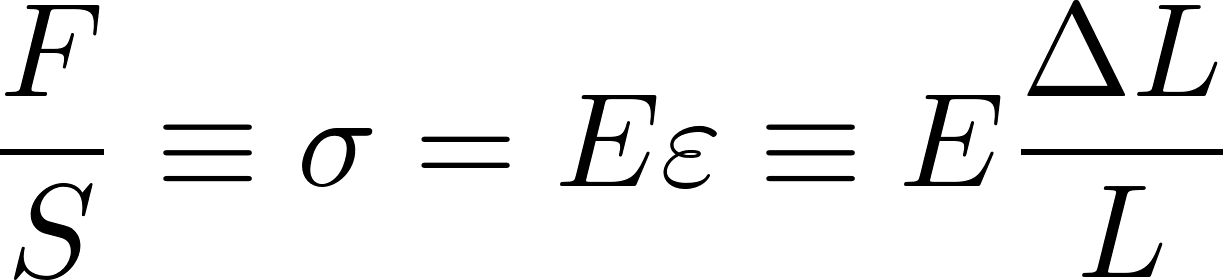 F/S ≡ σ = Eε ≡ E ΔL/L